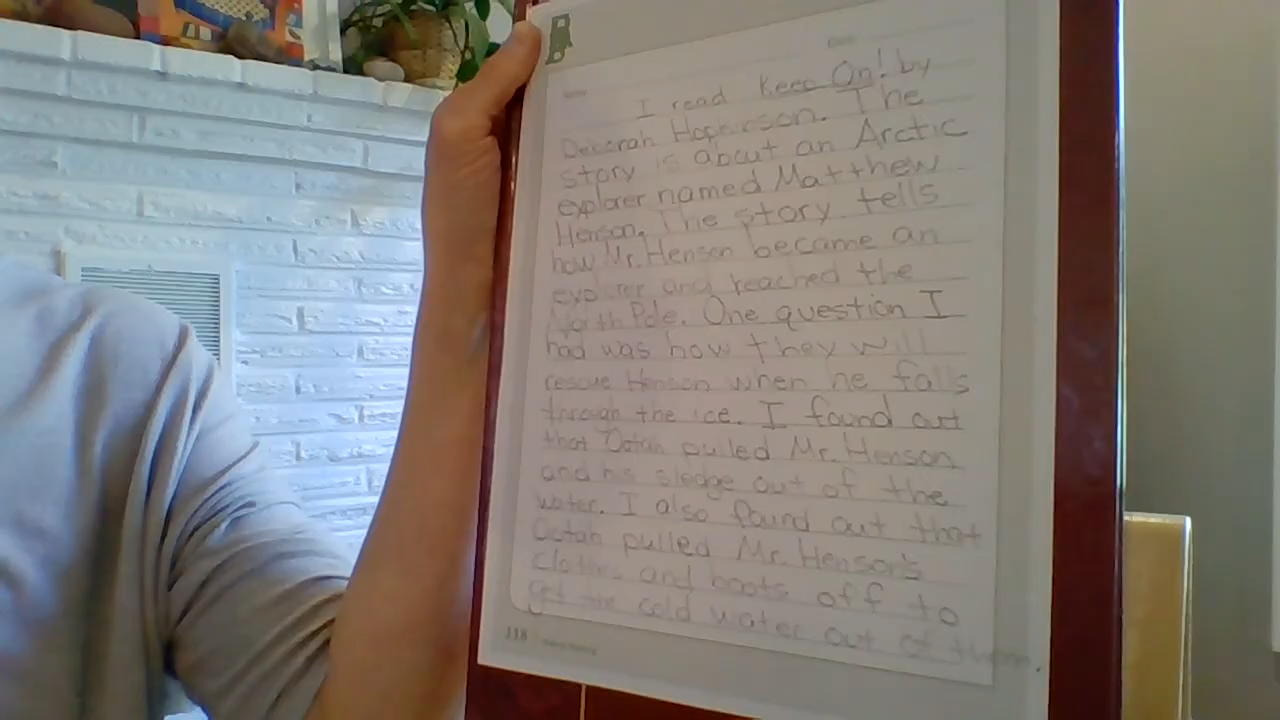 I read Keep On! by
Deborah Hopkinson. The
story is about an Arctic
explorer named Matthew
Henson. The story tells
how Mr. Henson became an
explorer and reached the
North Pole. One question I
had was how they will
rescue Henson when he falls
through the ice. I found out
that Ootah pulled Mr. Henson
and his sledge out of the
water. I also found out that
Ootah pulled Mr. Henson's
clothes and boots off to
get the cold water out of them.
118